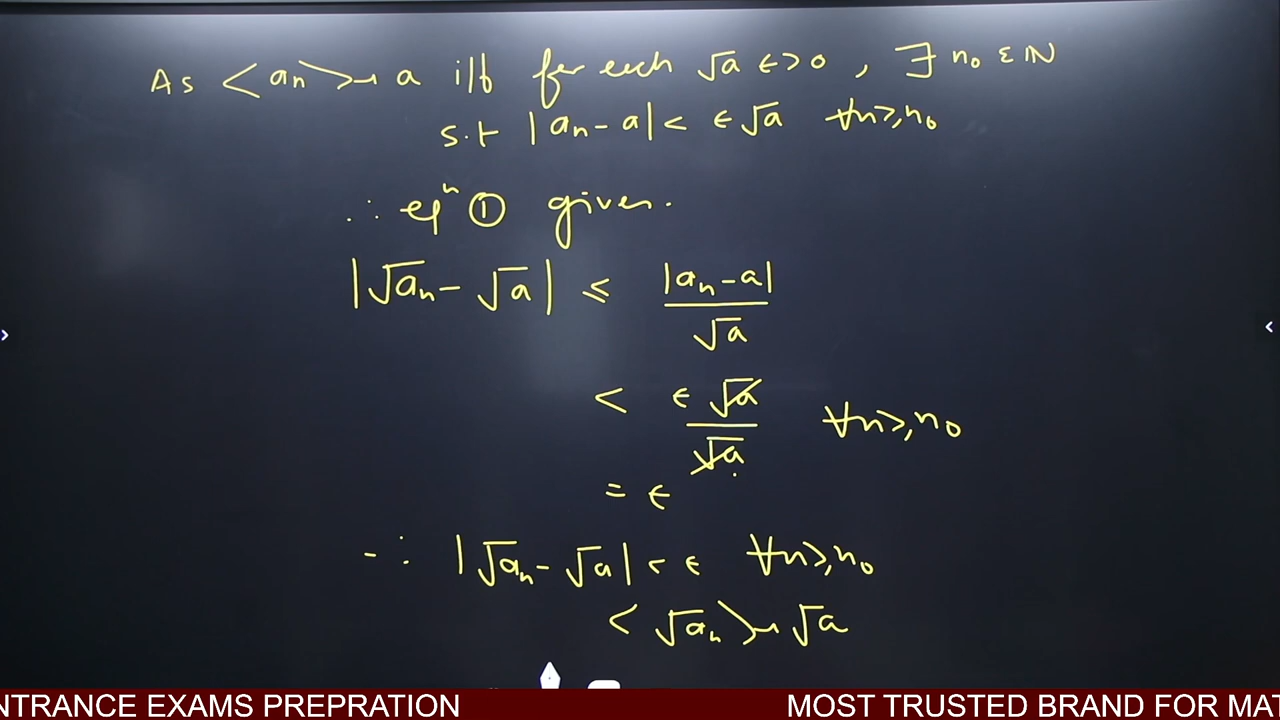 As <an> → a iff for each √a ε>0 , ∃ n₀ ε ℕ
s.t |aₙ - a| < ε√a ∀n≥n₀
∴ eqⁿ ① given.
|√aₙ - √a| ≤ |aₙ - a| / √a
< ε√a / √a ∀n≥n₀
= ε
∴ |√aₙ - √a| < ε ∀n≥n₀
<√aₙ> → √a
NTRANCE EXAMS PREPRATION MOST TRUSTED BRAND FOR MAT